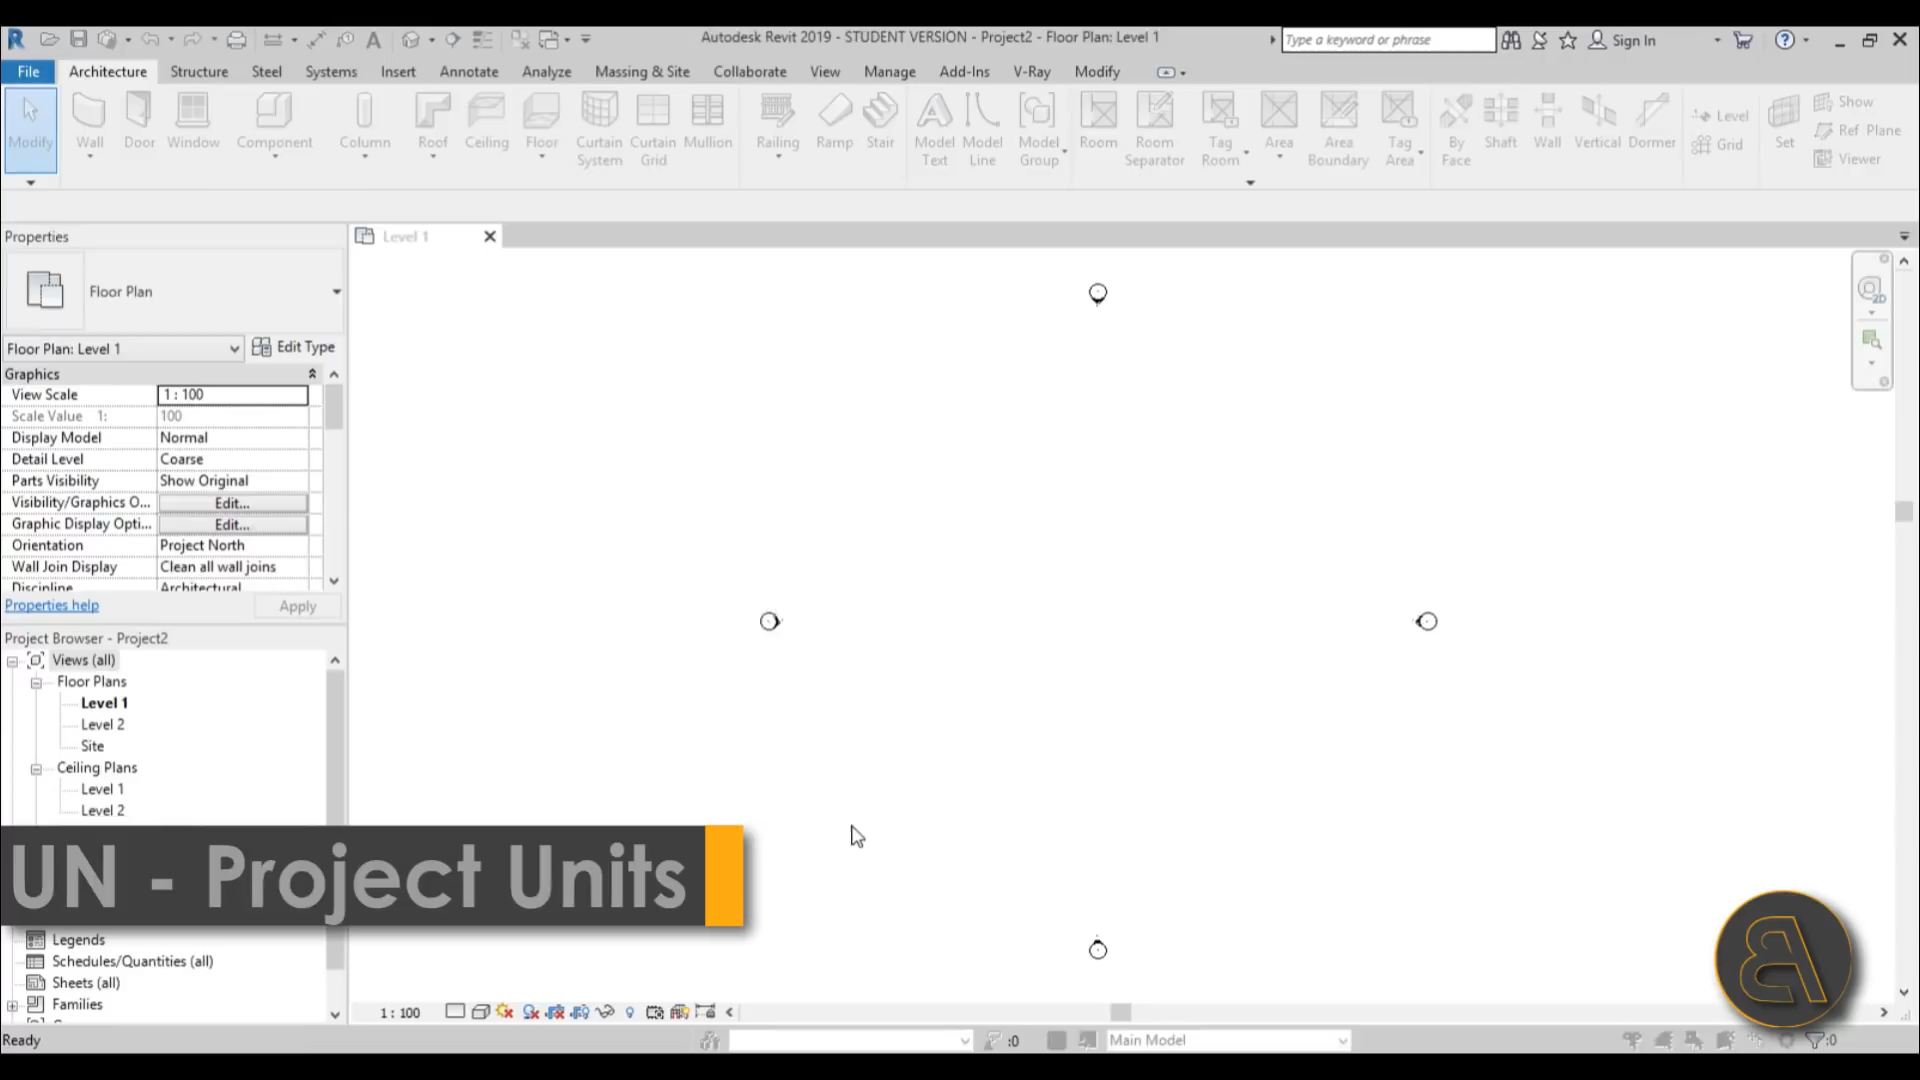 Autodesk Revit 2019 - STUDENT VERSION - Project2 - Floor Plan: Level 1
Type a keyword or phrase
Sign In
File Architecture Structure Steel Systems Insert Annotate Analyze Massing & Site Collaborate View Manage Add-Ins V-Ray Modify
Modify
Wall
Door
Window
Component
Column
Roof
Ceiling
Floor
Curtain System
Curtain Grid
Mullion
Railing
Ramp
Stair
Model Text
Model Line
Model Group
Room
Room Separator
Tag Room
Area
Area Boundary
Tag Area
By Face
Shaft
Wall
Vertical
Dormer
Level
Grid
Set
Show
Ref Plane
Viewer
Properties
Level 1
2D
Floor Plan
Floor Plan: Level 1
Edit Type
Graphics
View Scale 1 : 100
Scale Value 1: 100
Display Model Normal
Detail Level Coarse
Parts Visibility Show Original
Visibility/Graphics O... Edit...
Graphic Display Opti... Edit...
Orientation Project North
Wall Join Display Clean all wall joins
Discipline Architectural
Properties help
Apply
Project Browser - Project2
Views (all)
Floor Plans
Level 1
Level 2
Site
Ceiling Plans
Level 1
Level 2
UN - Project Units
Legends
Schedules/Quantities (all)
Sheets (all)
Families
1 : 100
Ready
:0
Main Model
:0